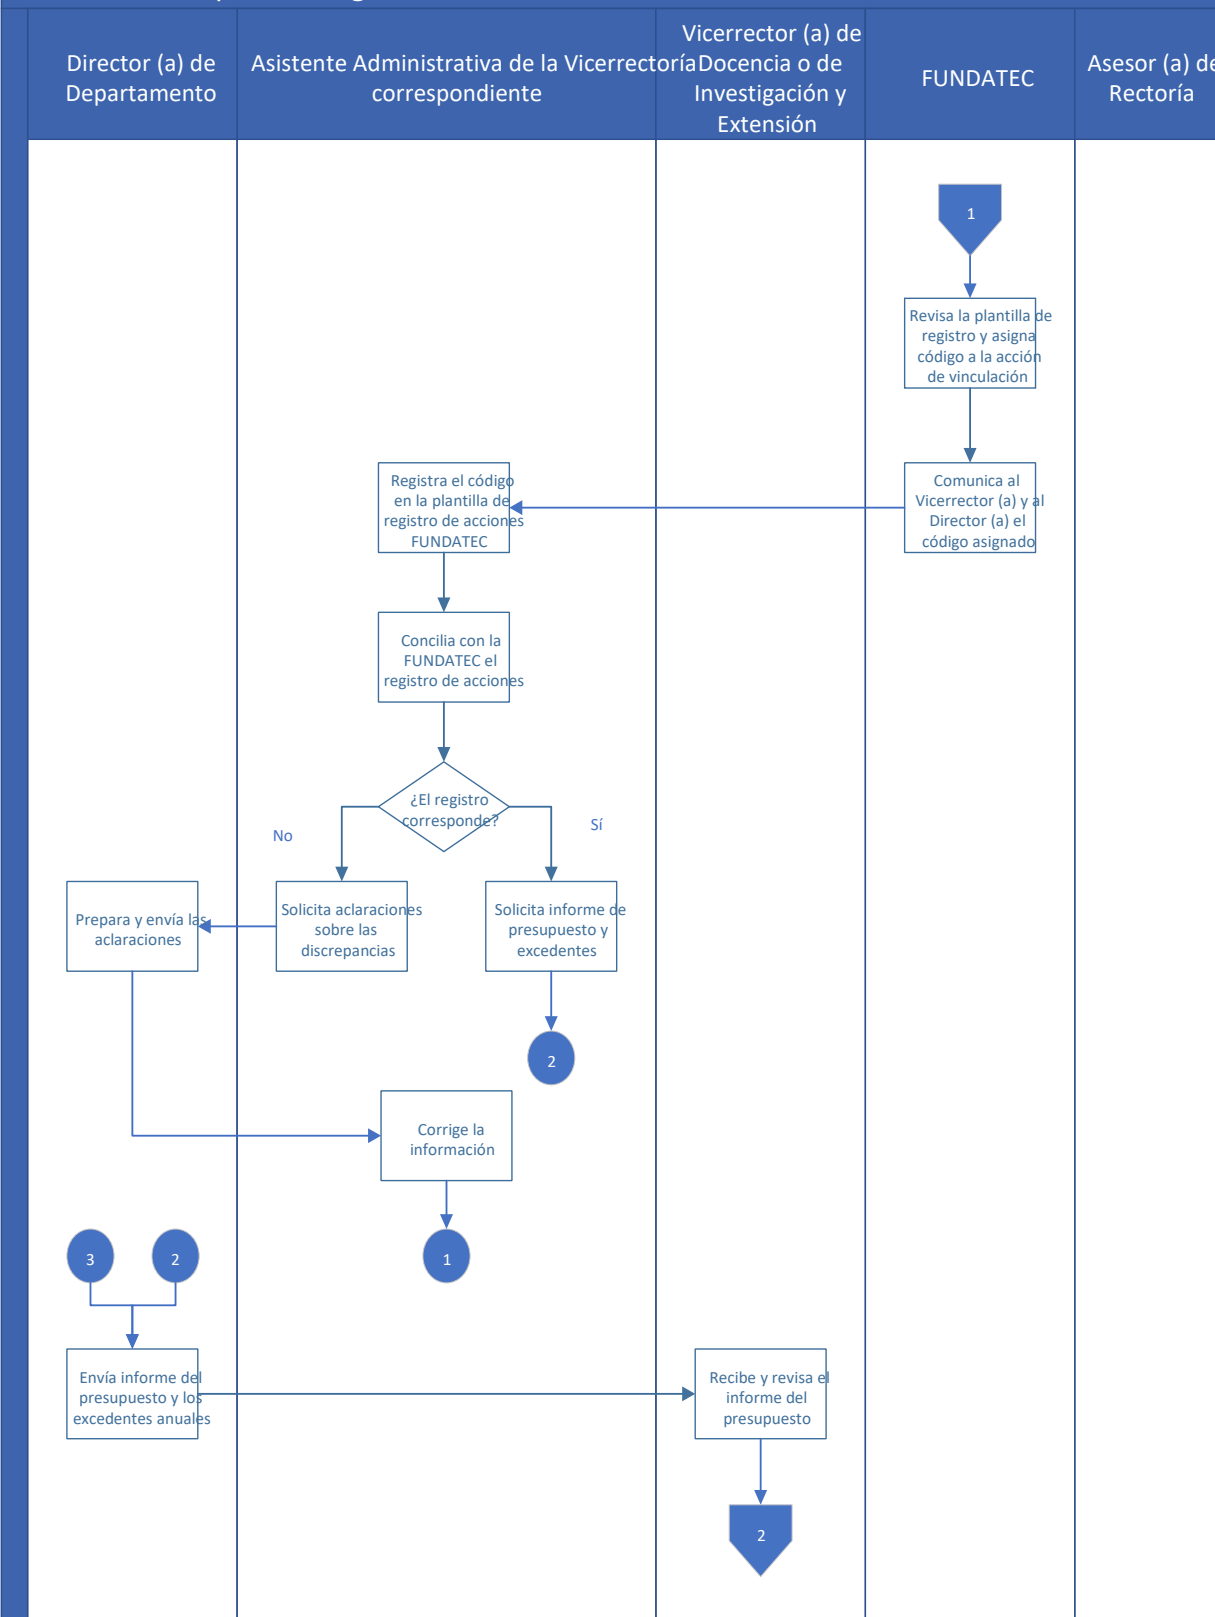 Director (a) de
Departamento
Asistente Administrativa de la Vicerrectoría
correspondiente
Vicerrector (a) de
Docencia o de
Investigación y
Extensión
FUNDATEC
Asesor (a) de
Rectoría
1
Revisa la plantilla de
registro y asigna
código a la acción
de vinculación
Registra el código
en la plantilla de
registro de acciones
FUNDATEC
Comunica al
Vicerrector (a) y al
Director (a) el
código asignado
Concilia con la
FUNDATEC el
registro de acciones
¿El registro
corresponde?
No
Sí
Prepara y envía las
aclaraciones
Solicita aclaraciones
sobre las
discrepancias
Solicita informe de
presupuesto y
excedentes
2
Corrige la
información
3
2
1
Envía informe del
presupuesto y los
excedentes anuales
Recibe y revisa el
informe del
presupuesto
2